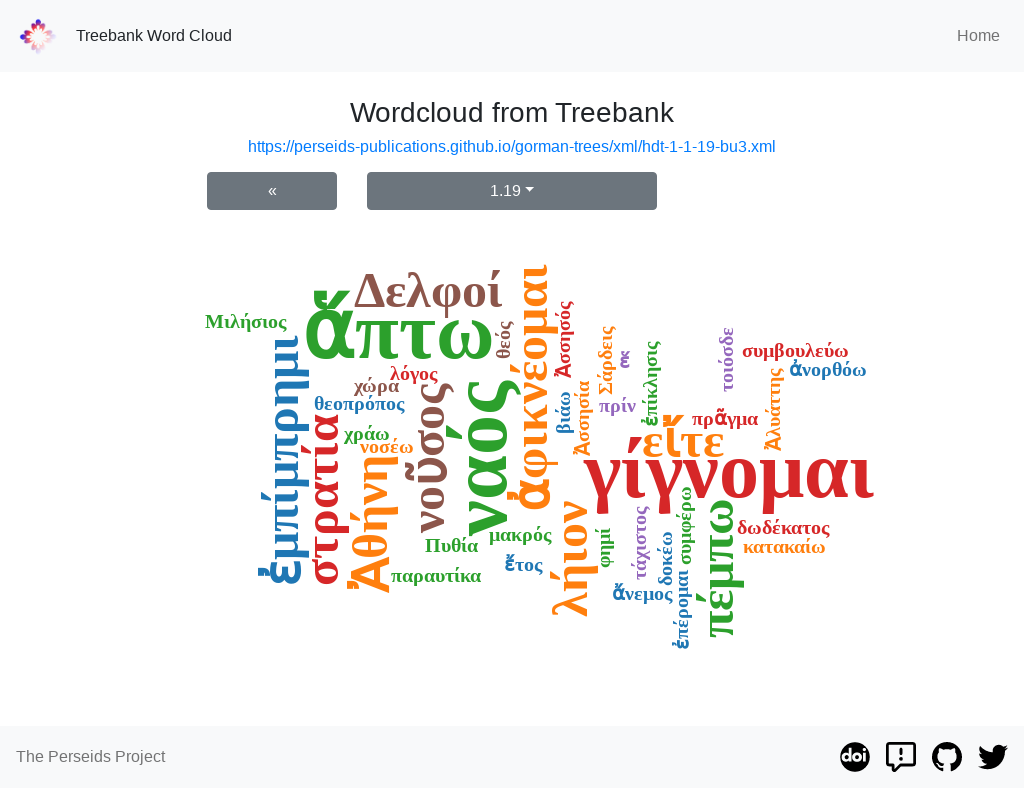 Treebank Word Cloud
Home
Wordcloud from Treebank
https://perseids-publications.github.io/gorman-trees/xml/hdt-1-1-19-bu3.xml
«
1.19
Δελφοί
Μιλήσιος
ἅπτω
θεός
ἀφικνέομαι
Ἀσσησός
Σάρδεις
ἕξ
ἐπίκλησις
τοιόσδε
συμβουλεύω
ἀνορθόω
λόγος
χώρα
θεοπρόπος
χράω
νοσέω
ἐμπίμπρημι
στρατία
Ἀθήνη
νοῦσος
ναός
βιάω
Ἀσσησία
πρίν
πρᾶγμα
Ἀλυάττης
εἴτε
γίγνομαι
Πυθία
μακρός
παραυτίκα
ἔτος
λήιον
φημί
τάχιστος
δοκέω
συμφέρω
πέμπω
δωδέκατος
κατακαίω
ἄνεμος
ἐπέρομαι
The Perseids Project
doi